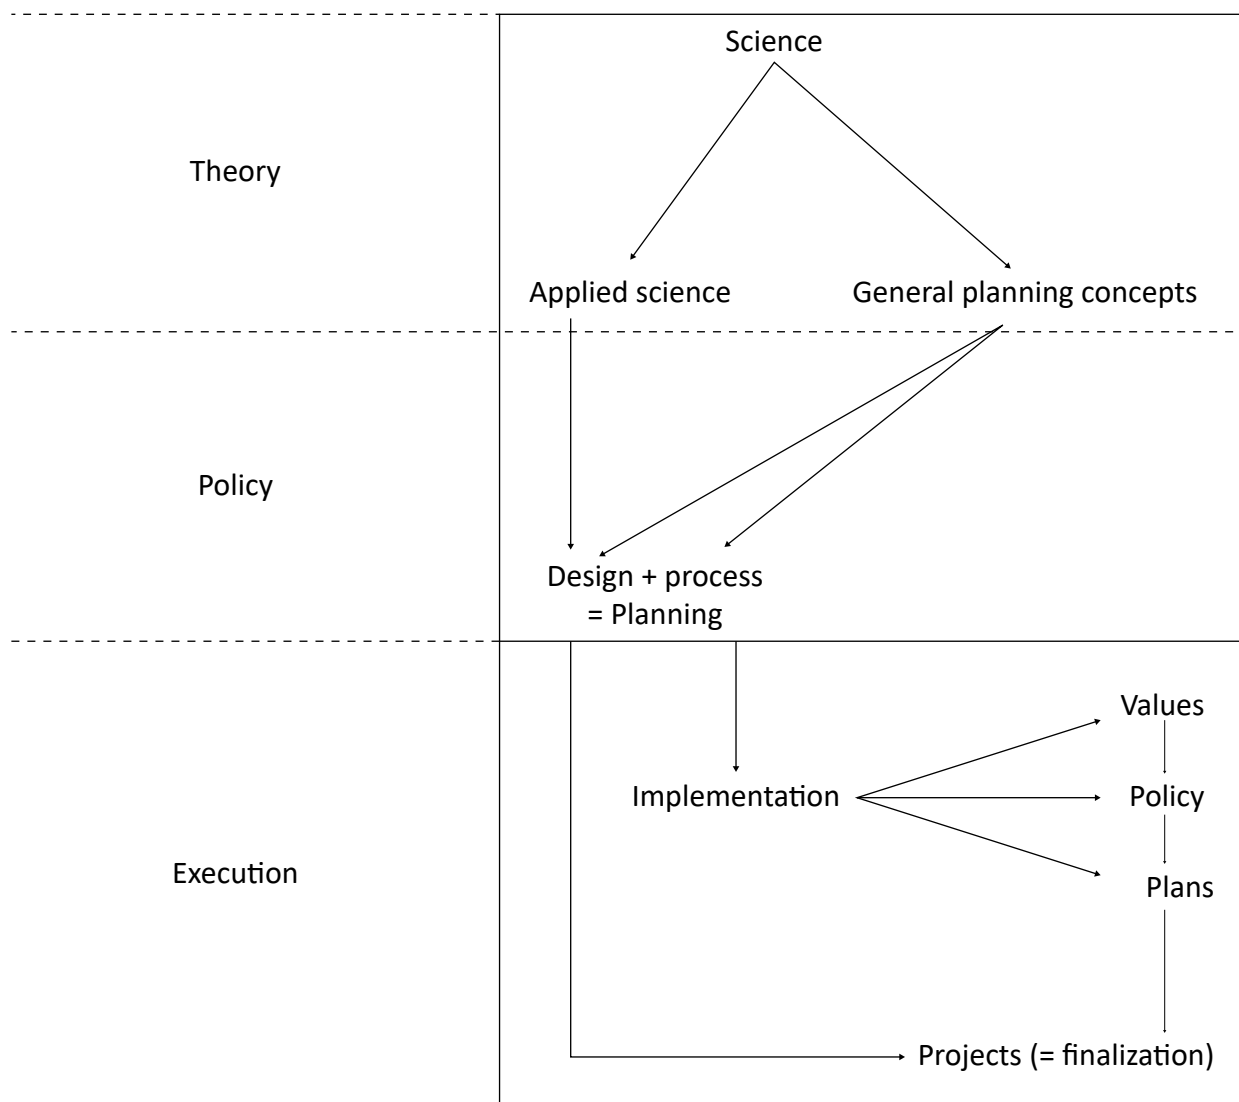 Science
Theory
Applied science
General planning concepts
Policy
Design + process
= Planning
Values
Implementation
Policy
Execution
Plans
Projects (= finalization)